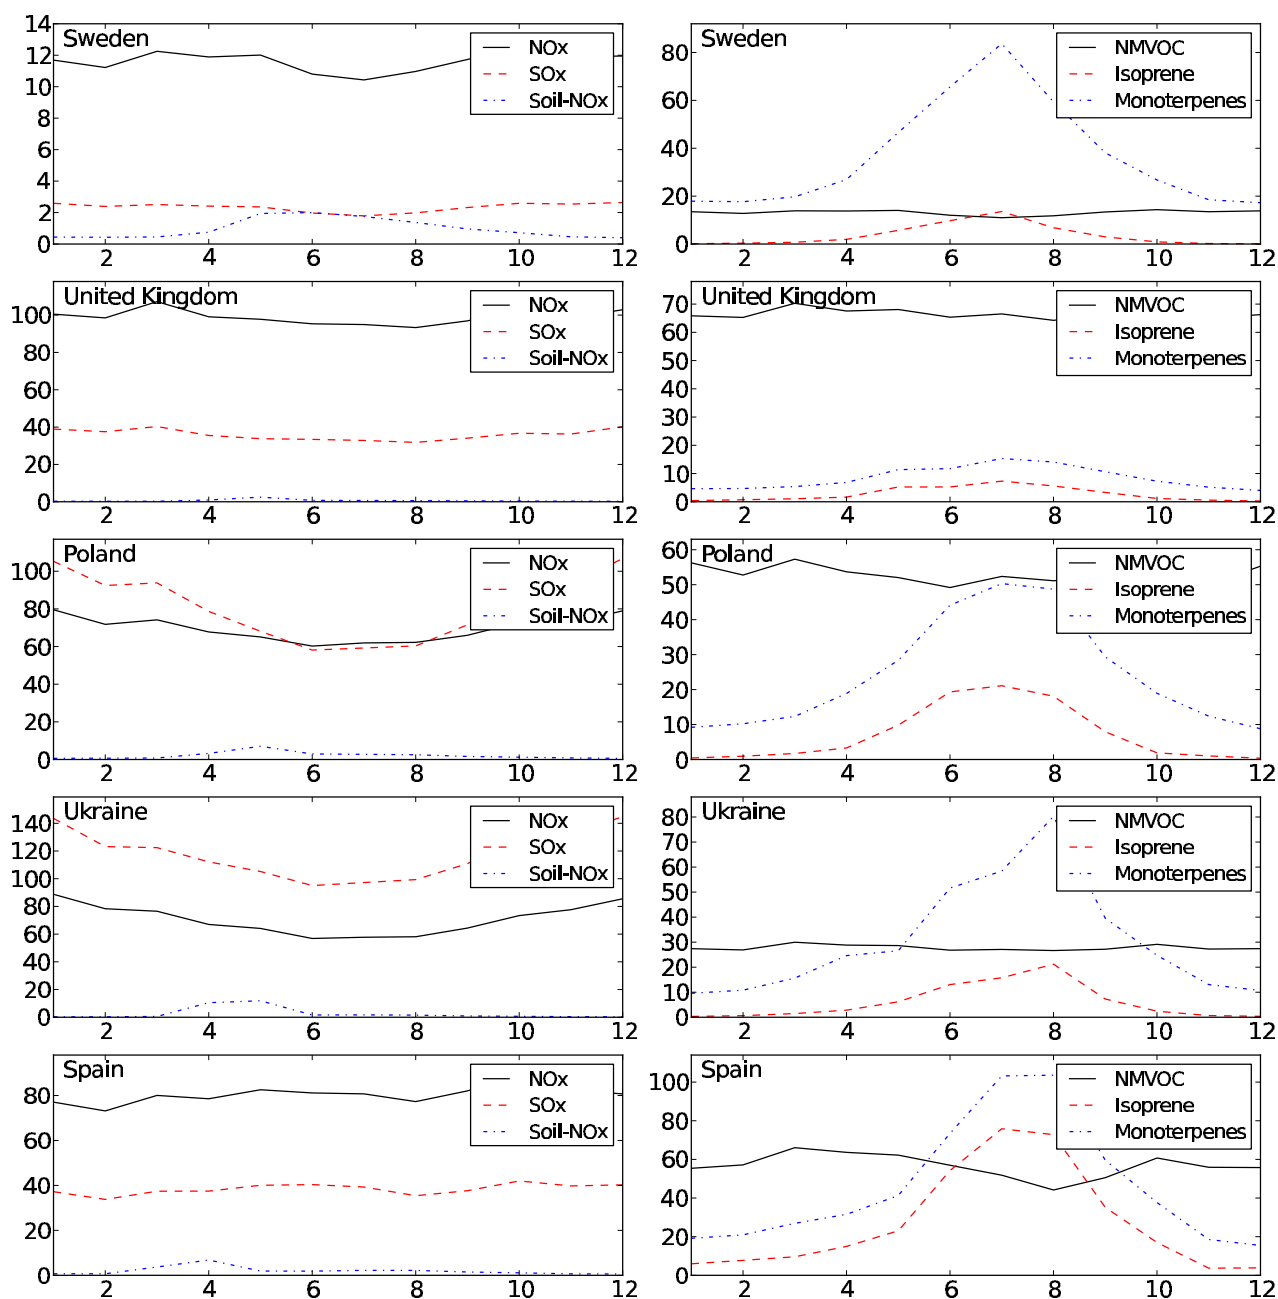 Sweden
NOx
SOx
Soil-NOx
14
12
10
8
6
4
2
0
2 4 6 8 10 12
Sweden
NMVOC
Isoprene
Monoterpenes
80
60
40
20
0
2 4 6 8 10 12
United Kingdom
NOx
SOx
Soil-NOx
100
80
60
40
20
0
2 4 6 8 10 12
United Kingdom
NMVOC
Isoprene
Monoterpenes
70
60
50
40
30
20
10
0
2 4 6 8 10 12
Poland
NOx
SOx
Soil-NOx
100
80
60
40
20
0
2 4 6 8 10 12
Poland
NMVOC
Isoprene
Monoterpenes
60
50
40
30
20
10
0
2 4 6 8 10 12
Ukraine
NOx
SOx
Soil-NOx
140
120
100
80
60
40
20
0
2 4 6 8 10 12
Ukraine
NMVOC
Isoprene
Monoterpenes
80
70
60
50
40
30
20
10
0
2 4 6 8 10 12
Spain
NOx
SOx
Soil-NOx
80
60
40
20
0
2 4 6 8 10 12
Spain
NMVOC
Isoprene
Monoterpenes
100
80
60
40
20
0
2 4 6 8 10 12